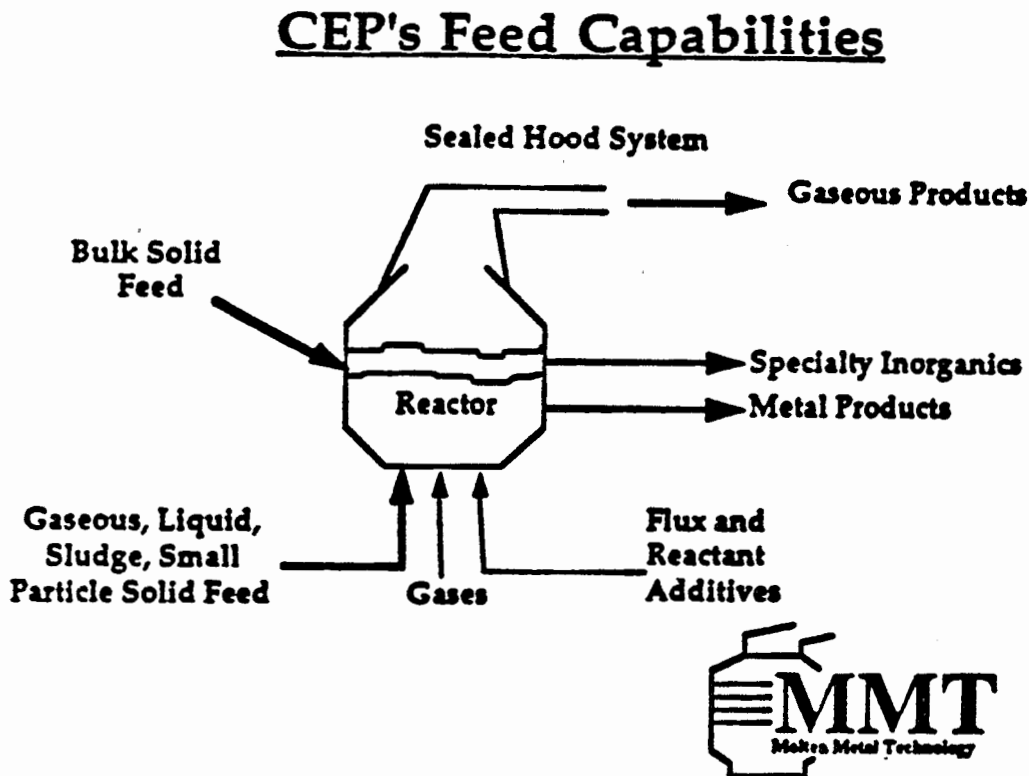 CEP's Feed Capabilities
Sealed Hood System
Gaseous Products
Bulk Solid
Feed
Specialty Inorganics
Reactor
Metal Products
Gaseous, Liquid,
Sludge, Small
Particle Solid Feed
Gases
Flux and
Reactant
Additives
MMT
Molten Metal Technology